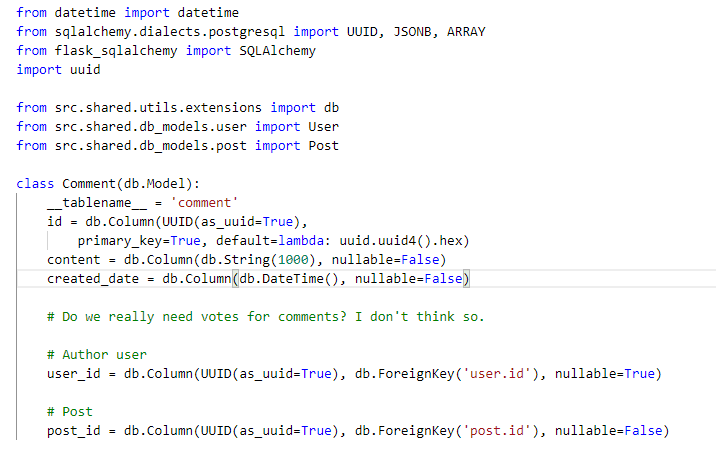 from datetime import datetime
from sqlalchemy.dialects.postgresql import UUID, JSONB, ARRAY
from flask_sqlalchemy import SQLAlchemy
import uuid

from src.shared.utils.extensions import db
from src.shared.db_models.user import User
from src.shared.db_models.post import Post

class Comment(db.Model):
    __tablename__ = 'comment'
    id = db.Column(UUID(as_uuid=True),
        primary_key=True, default=lambda: uuid.uuid4().hex)
    content = db.Column(db.String(1000), nullable=False)
    created_date = db.Column(db.DateTime(), nullable=False)

    # Do we really need votes for comments? I don't think so.

    # Author user
    user_id = db.Column(UUID(as_uuid=True), db.ForeignKey('user.id'), nullable=True)

    # Post
    post_id = db.Column(UUID(as_uuid=True), db.ForeignKey('post.id'), nullable=False)